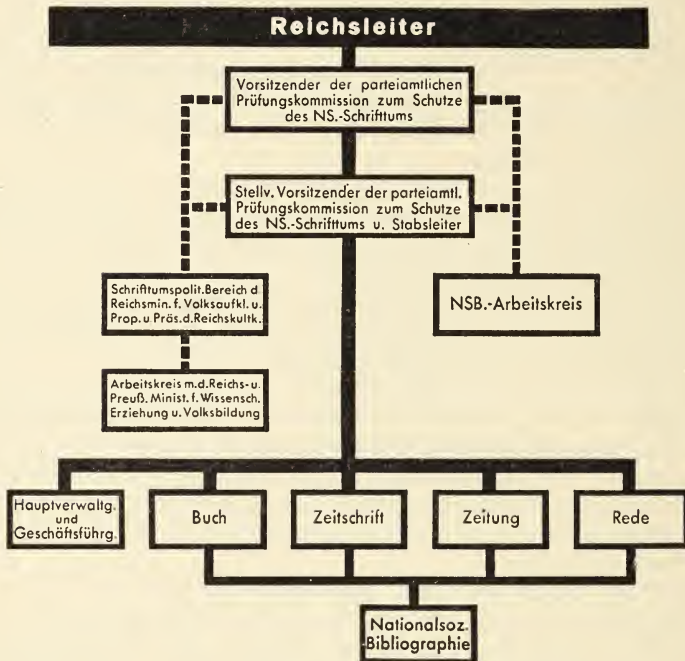 Reichsleiter
Vorsitzender der parteiamtlichen
Prüfungskommission zum Schutze
des NS.-Schrifttums
Stellv. Vorsitzender der parteiamtl.
Prüfungskommission zum Schutze
des NS.-Schrifttums u. Stabsleiter
Schrifttumspolit. Bereich d.
Reichsmin. f. Volksaufkl. u.
Prop. u. Präs. d. Reichskultk.
NSB.-Arbeitskreis
Arbeitskreis m. d. Reichs- u.
Preuß. Minist. f. Wissensch.
Erziehung u. Volksbildung
Hauptverwaltg.
und
Geschäftsführg.
Buch
Zeitschrift
Zeitung
Rede
Nationalsoz.
Bibliographie